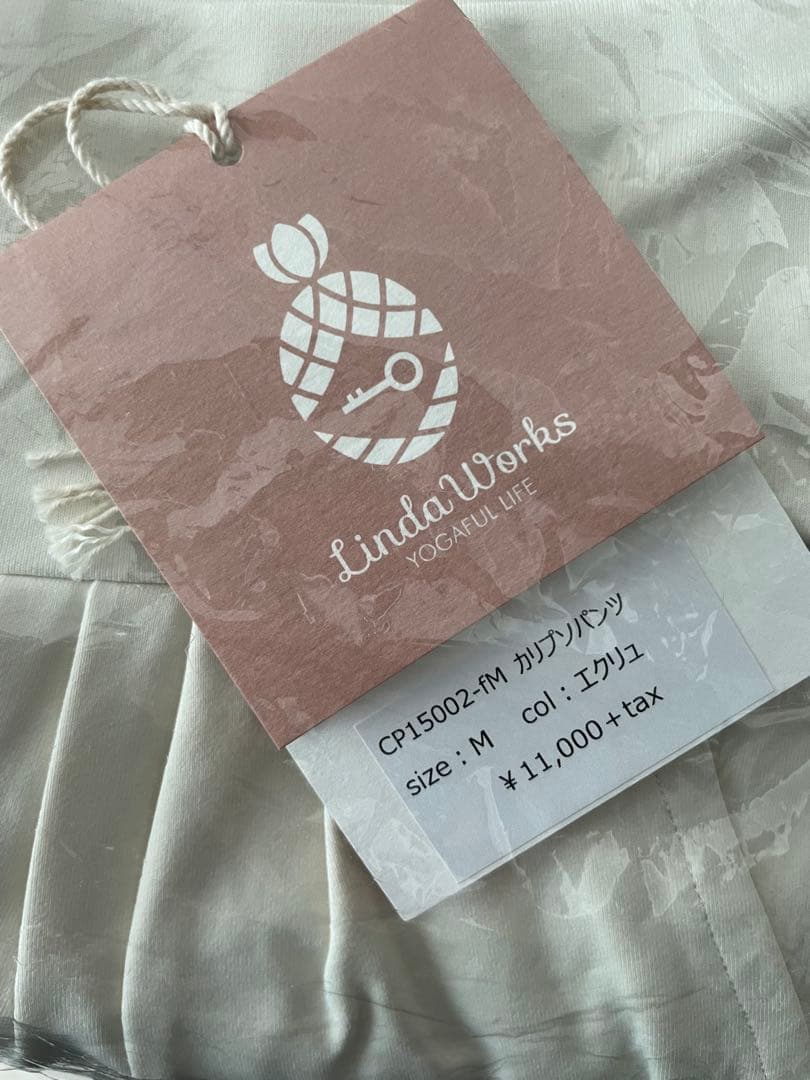 Linda Works
YOGAFUL LIFE
CP15002-fM カリプソパンツ
size：M col：エクリュ
￥11,000＋tax